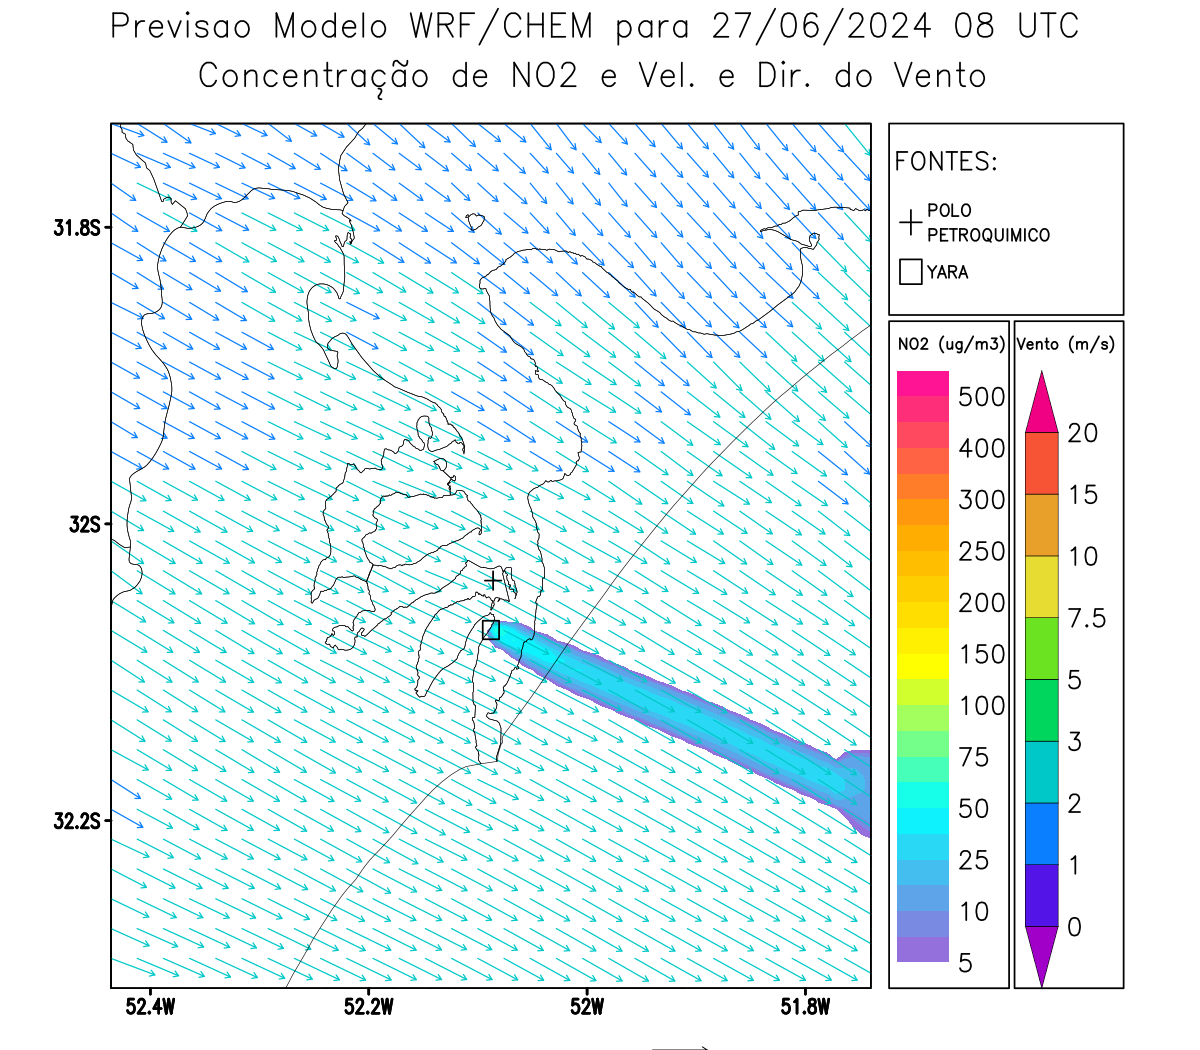 Previsao Modelo WRF/CHEM para 27/06/2024 08 UTC
Concentração de NO2 e Vel. e Dir. do Vento
FONTES:
POLO
PETROQUIMICO
YARA
31.8S
32S
32.2S
52.4W
52.2W
52W
51.8W
NO2 (ug/m3)
500
400
300
250
200
150
100
75
50
25
10
5
Vento (m/s)
20
15
10
7.5
5
3
2
1
0